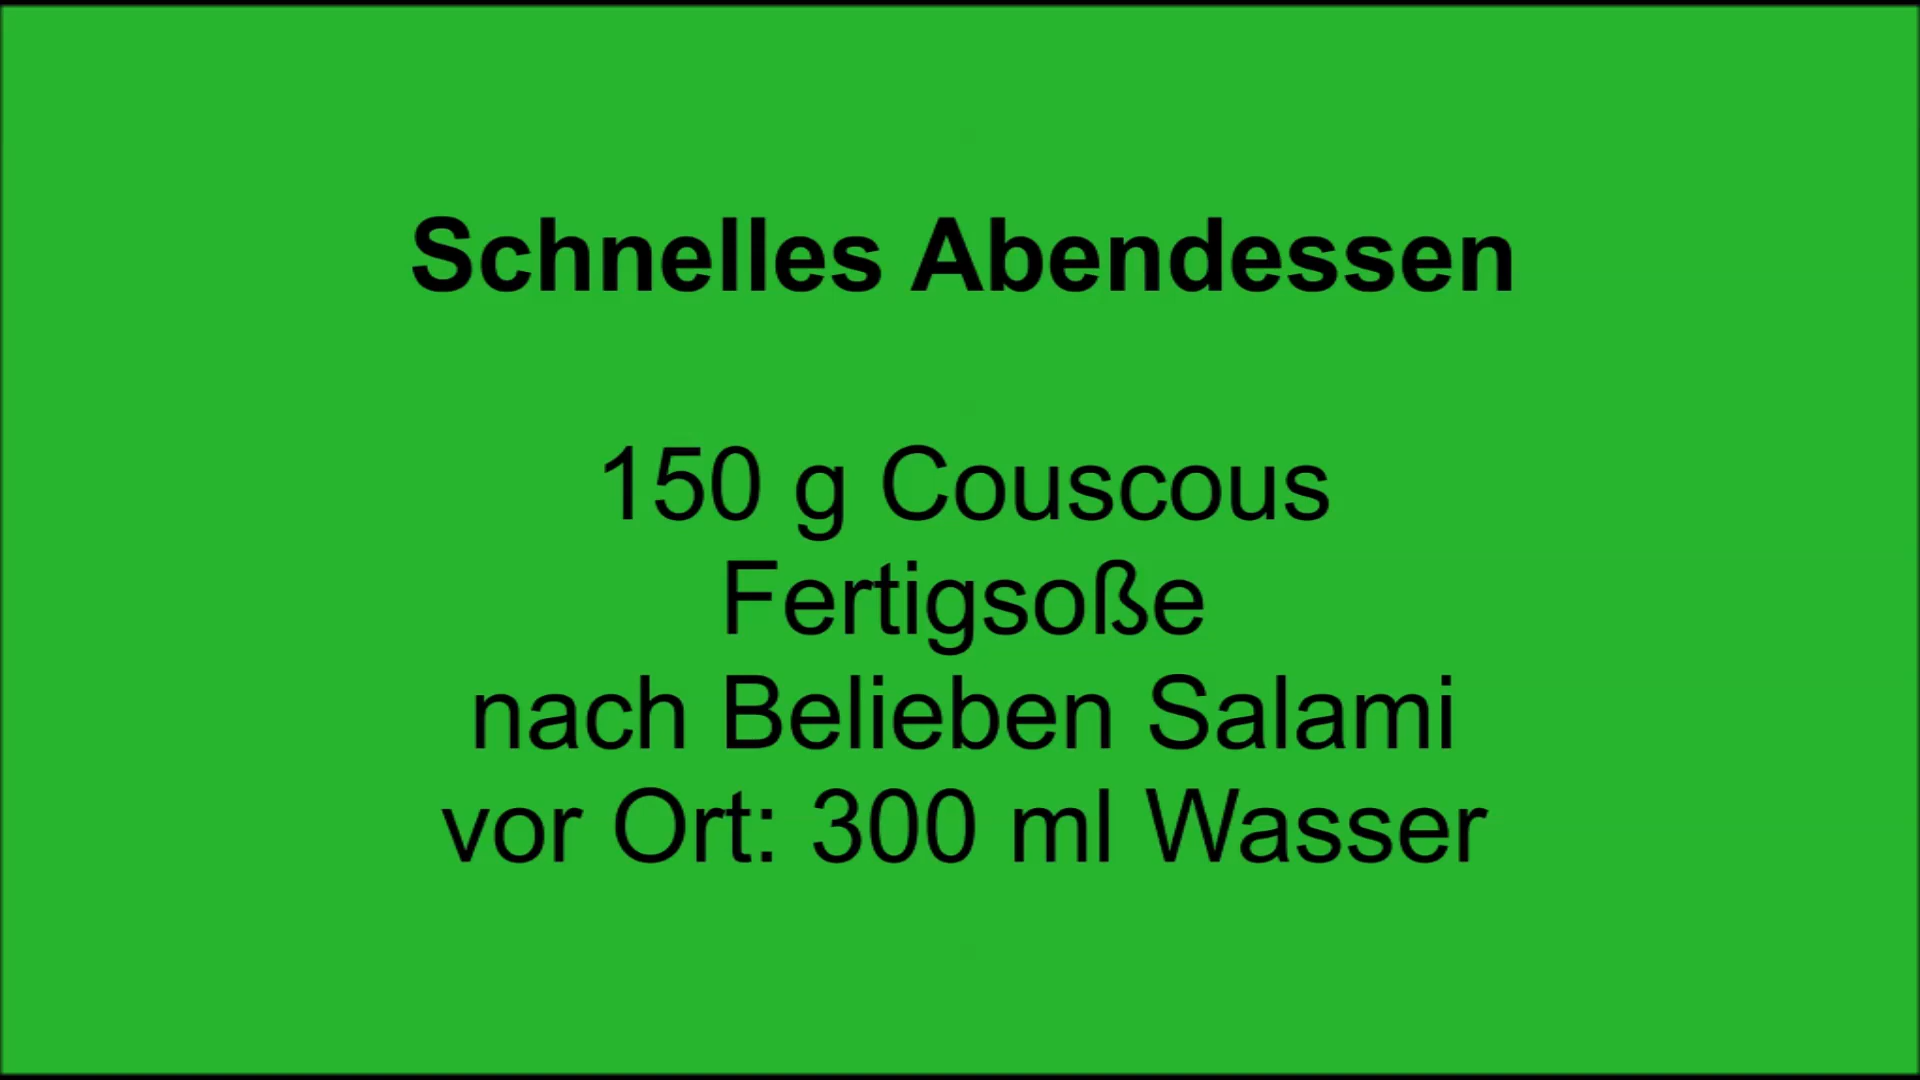 Schnelles Abendessen
150 g Couscous
Fertigsoße
nach Belieben Salami
vor Ort: 300 ml Wasser